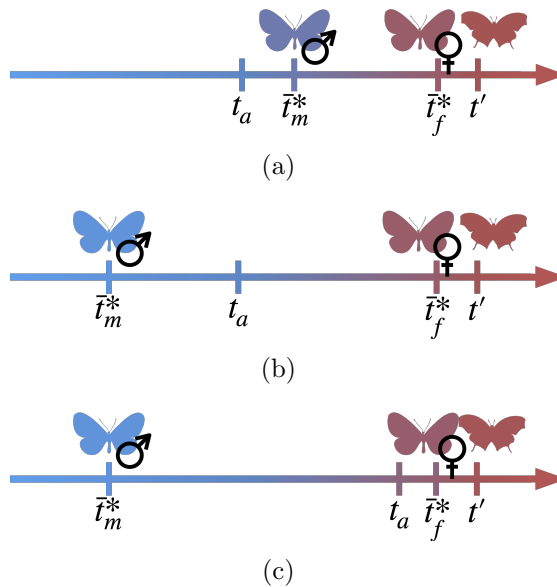 t_a t̄*_m t̄*_f t′
(a)
t̄*_m t_a t̄*_f t′
(b)
t̄*_m t_a t̄*_f t′
(c)